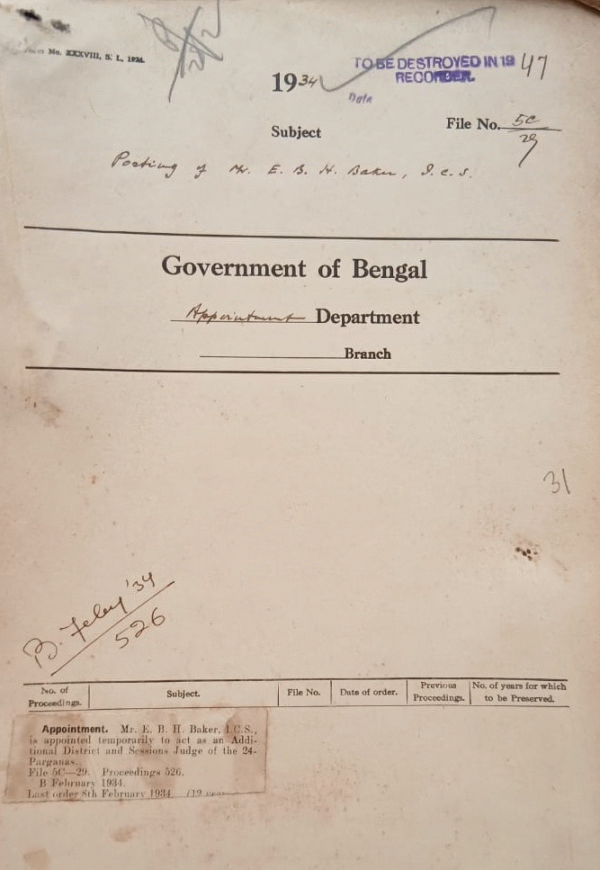 No. XXXVIII, S. L., 1924.
TO BE DESTROYED IN 19 47
RECORDER.
Date
1934
File No. 5C/29
Subject
Posting of Mr. E. B. H. Baker, I.C.S.
Government of Bengal
Appointment Department
Branch
31
B. Feby '34
526
No. of Proceedings. Subject. File No. Date of order. Previous Proceedings. No. of years for which to be Preserved.
Appointment. Mr. E. B. H. Baker, I.C.S.,
is appointed temporarily to act as an Addi-
tional District and Sessions Judge of the 24-
Parganas.
File 5C—29. Proceedings 526.
B February 1934.
Last order 8th February 1934. (12